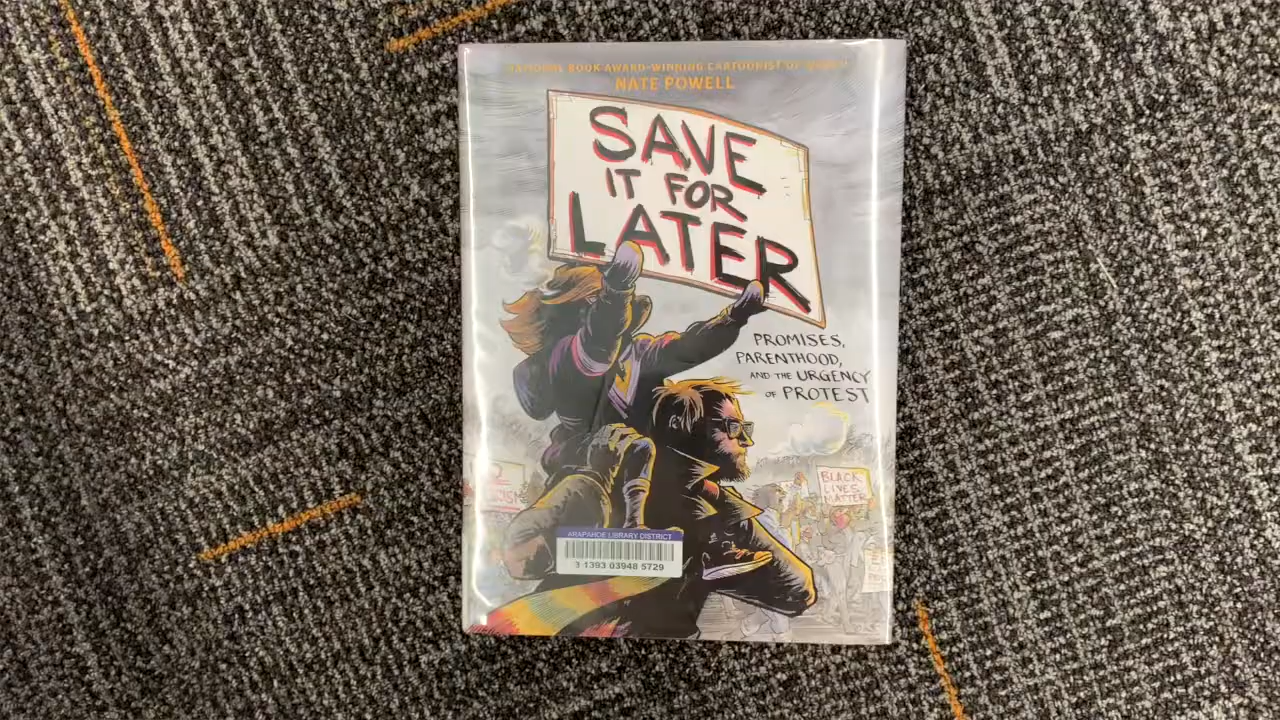 NATIONAL BOOK AWARD-WINNING CARTOONIST OF
NATE POWELL
SAVE
IT FOR
LATER
PROMISES,
PARENTHOOD,
AND THE URGENCY
OF PROTEST
BLACK
LIVES
MATTER
ARAPAHOE LIBRARY DISTRICT
3 1393 03948 5729